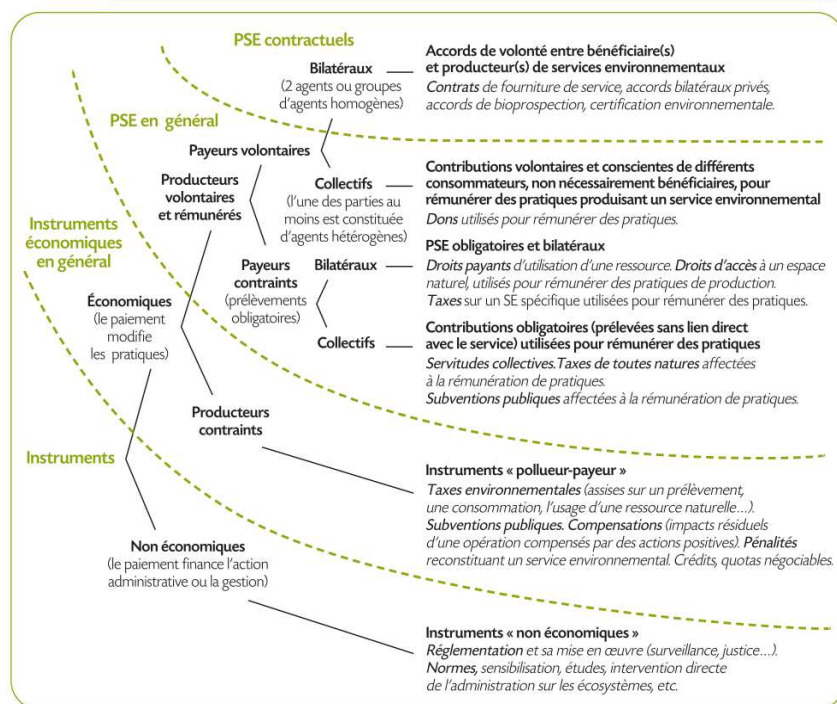 PSE contractuels
Bilatéraux
(2 agents ou groupes
d'agents homogènes)
Accords de volonté entre bénéficiaire(s)
et producteur(s) de services environnementaux
Contrats de fourniture de service, accords bilatéraux privés,
accords de bioprospection, certification environnementale.
PSE en général
Payeurs volontaires
Producteurs
volontaires
et rémunérés
Collectifs
(l'une des parties au
moins est constituée
d'agents hétérogènes)
Contributions volontaires et conscientes de différents
consommateurs, non nécessairement bénéficiaires, pour
rémunérer des pratiques produisant un service environnemental
Dons utilisés pour rémunérer des pratiques.
Instruments
économiques
en général
Payeurs
contraints
(prélèvements
obligatoires)
Bilatéraux
PSE obligatoires et bilatéraux
Droits payants d'utilisation d'une ressource. Droits d'accès à un espace
naturel, utilisés pour rémunérer des pratiques de production.
Taxes sur un SE spécifique utilisées pour rémunérer des pratiques.
Économiques
(le paiement
modifie
les pratiques)
Collectifs
Contributions obligatoires (prélevées sans lien direct
avec le service) utilisées pour rémunérer des pratiques
Servitudes collectives.Taxes de toutes natures affectées
à la rémunération de pratiques.
Subventions publiques affectées à la rémunération de pratiques.
Producteurs
contraints
Instruments
Instruments « pollueur-payeur »
Taxes environnementales (assises sur un prélèvement,
une consommation, l'usage d'une ressource naturelle…).
Subventions publiques. Compensations (impacts résiduels
d'une opération compensés par des actions positives). Pénalités
reconstituant un service environnemental. Crédits, quotas négociables.
Non économiques
(le paiement finance l'action
administrative ou la gestion)
Instruments « non économiques »
Réglementation et sa mise en œuvre (surveillance, justice…).
Normes, sensibilisation, études, intervention directe
de l'administration sur les écosystèmes, etc.